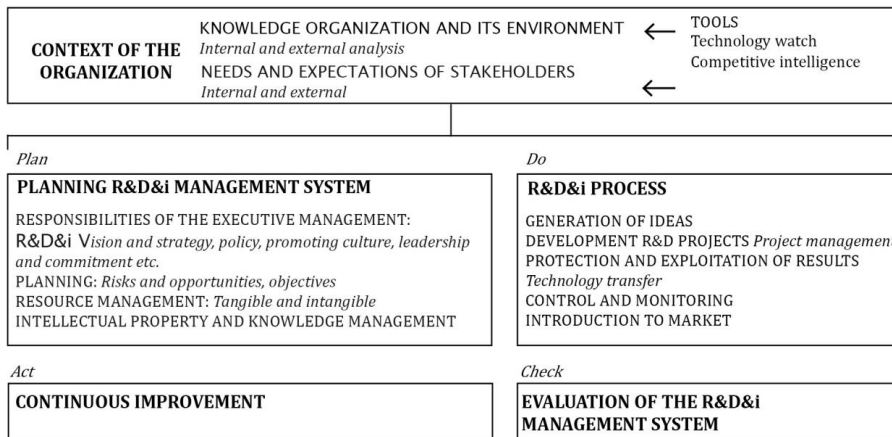 CONTEXT OF THE
ORGANIZATION
KNOWLEDGE ORGANIZATION AND ITS ENVIRONMENT
Internal and external analysis
NEEDS AND EXPECTATIONS OF STAKEHOLDERS
Internal and external
TOOLS
Technology watch
Competitive intelligence
Plan
PLANNING R&D&i MANAGEMENT SYSTEM
RESPONSIBILITIES OF THE EXECUTIVE MANAGEMENT:
R&D&i Vision and strategy, policy, promoting culture, leadership
and commitment etc.
PLANNING: Risks and opportunities, objectives
RESOURCE MANAGEMENT: Tangible and intangible
INTELLECTUAL PROPERTY AND KNOWLEDGE MANAGEMENT
Do
R&D&i PROCESS
GENERATION OF IDEAS
DEVELOPMENT R&D PROJECTS Project management
PROTECTION AND EXPLOITATION OF RESULTS
Technology transfer
CONTROL AND MONITORING
INTRODUCTION TO MARKET
Act
CONTINUOUS IMPROVEMENT
Check
EVALUATION OF THE R&D&i
MANAGEMENT SYSTEM